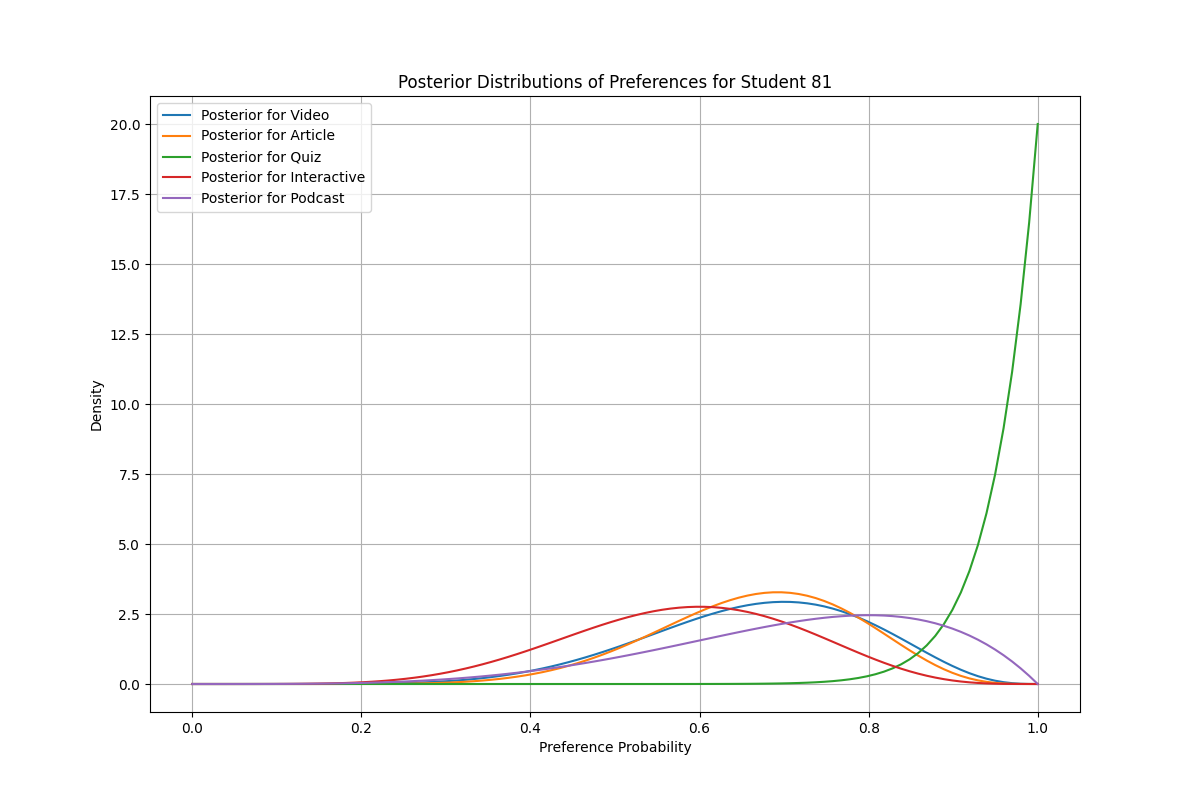 Posterior Distributions of Preferences for Student 81
Posterior for Video
Posterior for Article
Posterior for Quiz
Posterior for Interactive
Posterior for Podcast
20.0
17.5
15.0
12.5
10.0
7.5
5.0
2.5
0.0
Density
0.0 0.2 0.4 0.6 0.8 1.0
Preference Probability